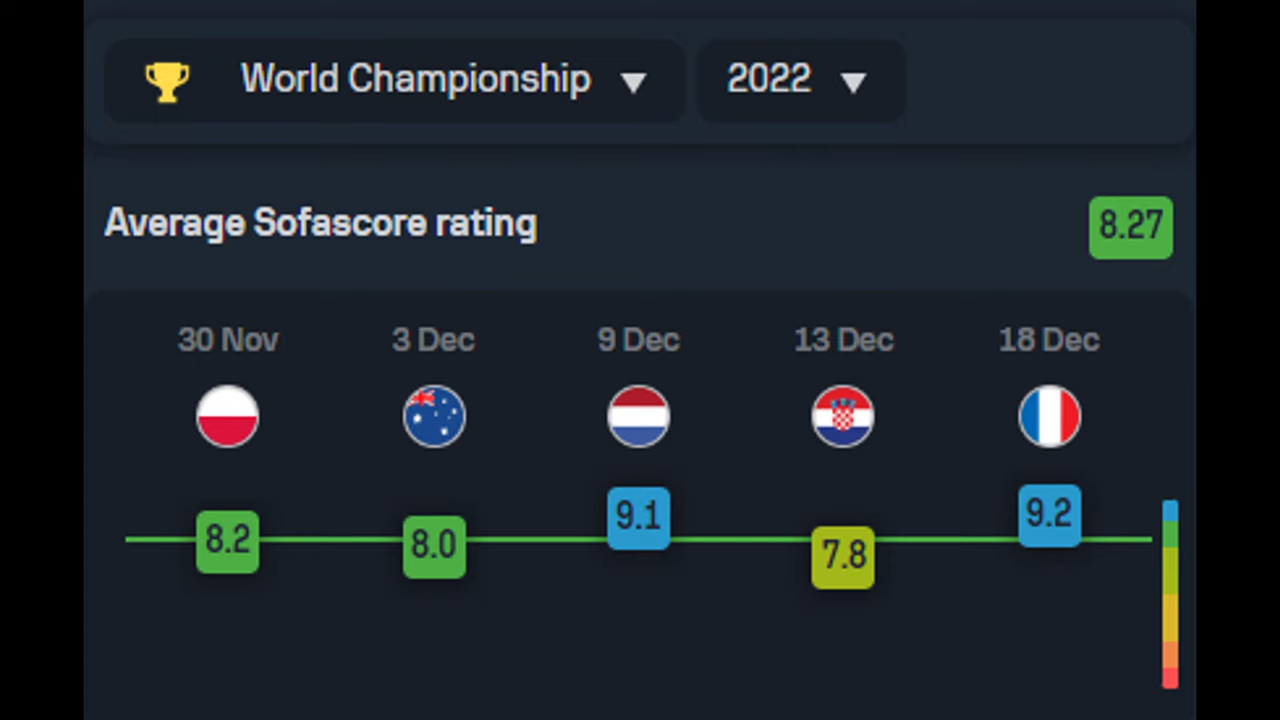 World Championship ▼ 2022 ▼
Average Sofascore rating 8.27
30 Nov 3 Dec 9 Dec 13 Dec 18 Dec
8.2 8.0 9.1 7.8 9.2